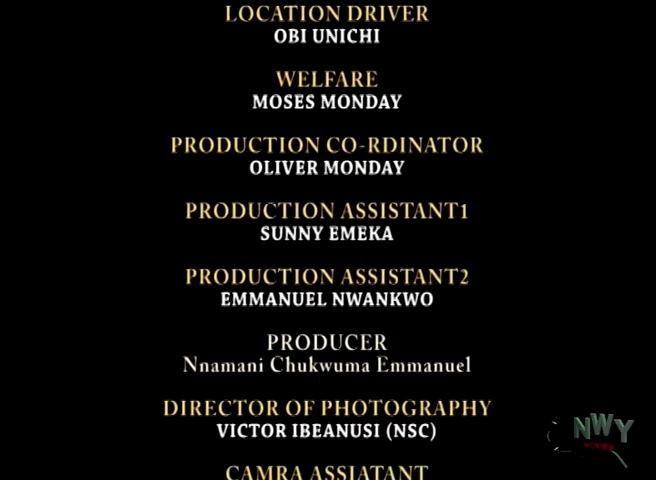 LOCATION DRIVER
OBI UNICHI
WELFARE
MOSES MONDAY
PRODUCTION CO-RDINATOR
OLIVER MONDAY
PRODUCTION ASSISTANT1
SUNNY EMEKA
PRODUCTION ASSISTANT2
EMMANUEL NWANKWO
PRODUCER
Nnamani Chukwuma Emmanuel
DIRECTOR OF PHOTOGRAPHY
VICTOR IBEANUSI (NSC)
NWY
CAMRA ASSIATANT